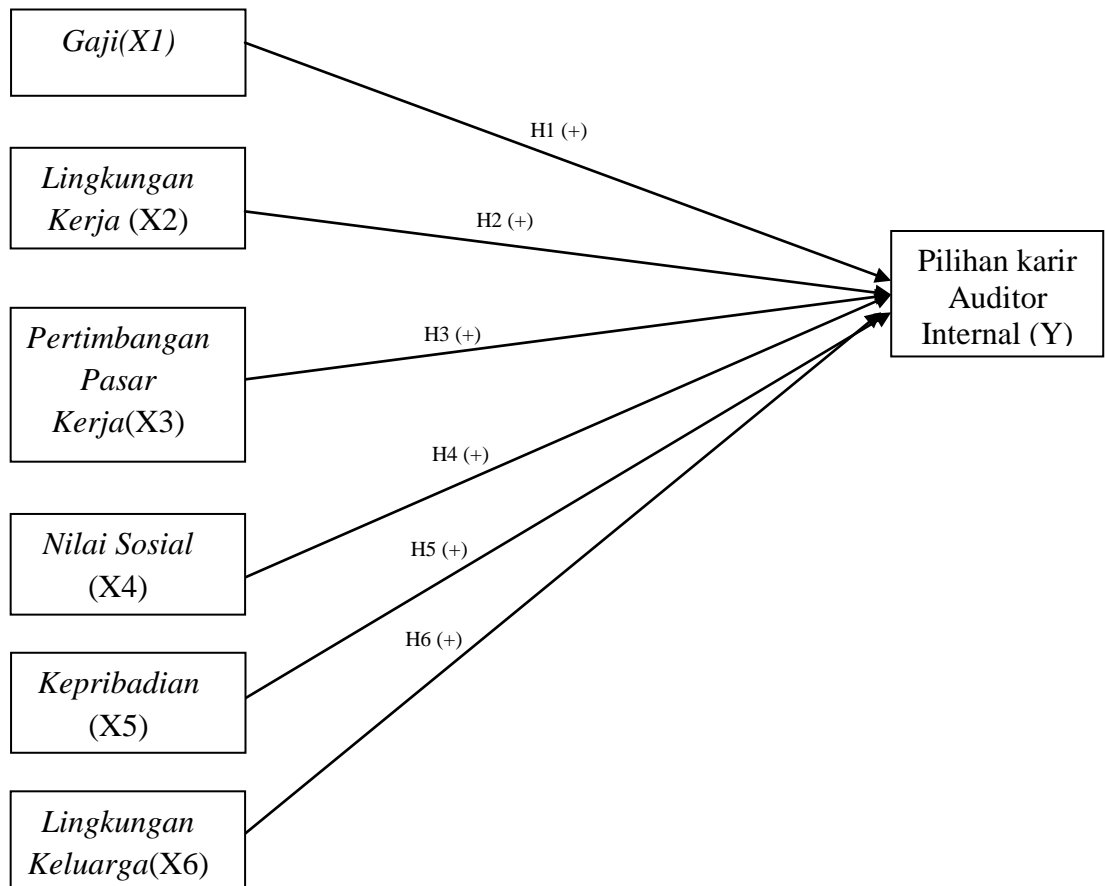 Gaji(X1)
H1 (+)
Lingkungan
Kerja (X2)
H2 (+)
Pilihan karir
Auditor
Internal (Y)
Pertimbangan
Pasar
Kerja(X3)
H3 (+)
H4 (+)
Nilai Sosial
(X4)
H5 (+)
H6 (+)
Kepribadian
(X5)
Lingkungan
Keluarga(X6)